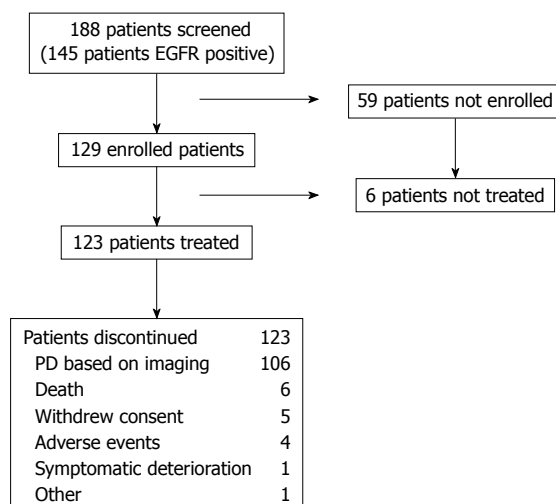 188 patients screened
(145 patients EGFR positive)
59 patients not enrolled
129 enrolled patients
6 patients not treated
123 patients treated
Patients discontinued 123
PD based on imaging 106
Death 6
Withdrew consent 5
Adverse events 4
Symptomatic deterioration 1
Other 1